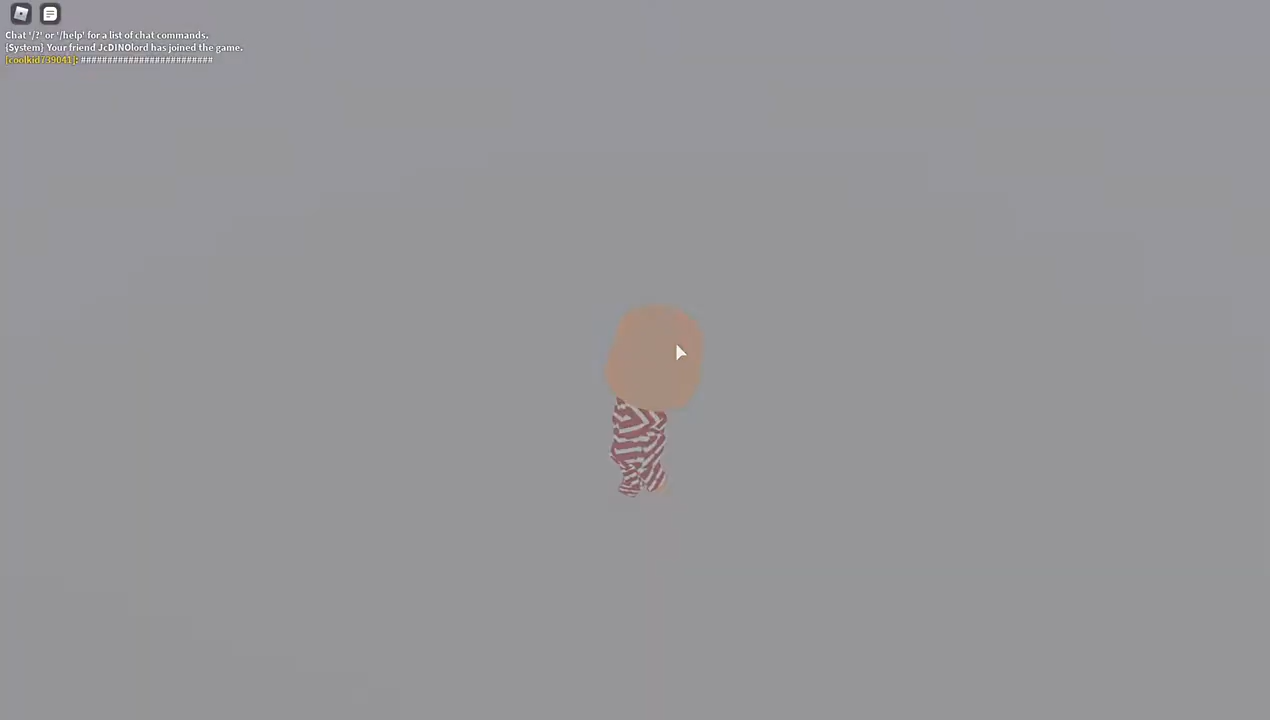 Chat '/?' or '/help' for a list of chat commands.
{System} Your friend JcDINOlord has joined the game.
[coolkid739041]: #########################